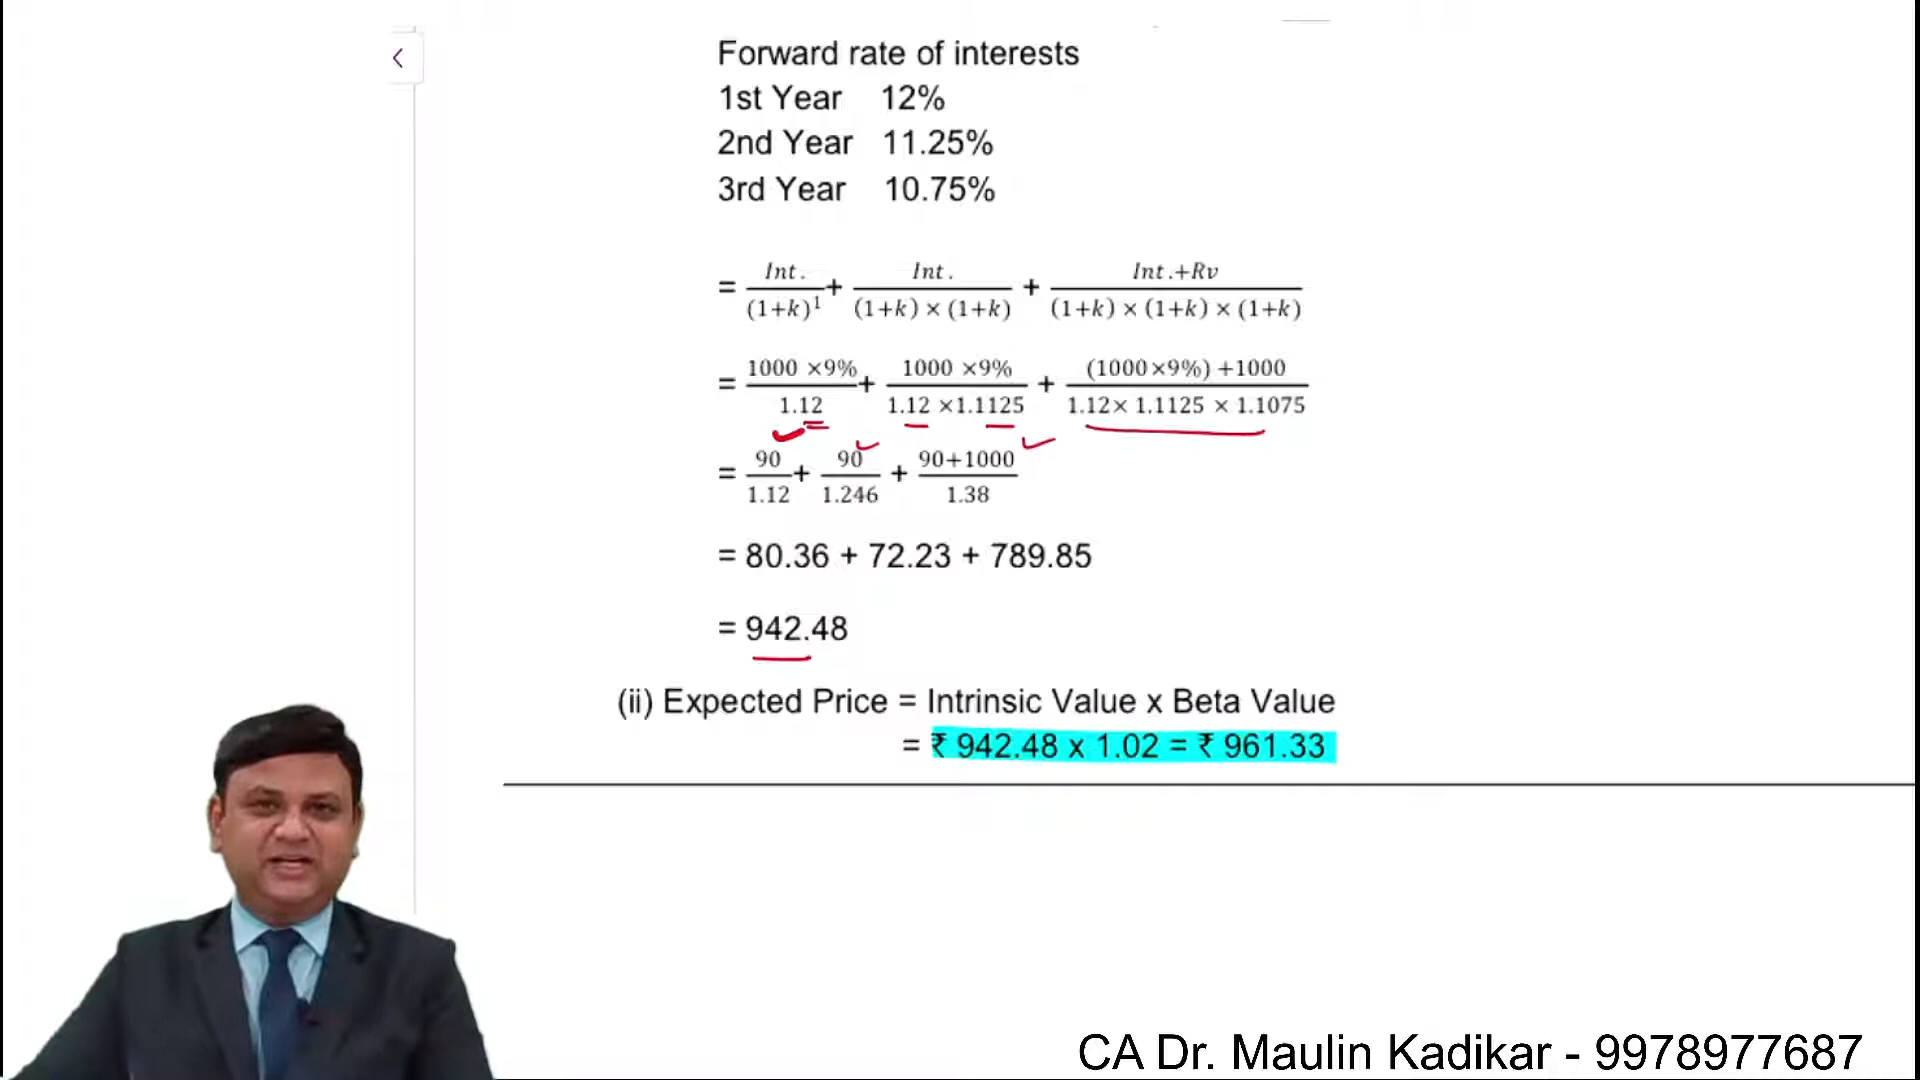 Forward rate of interests
1st Year 12%
2nd Year 11.25%
3rd Year 10.75%
= Int./(1+k)¹ + Int./(1+k) × (1+k) + Int.+Rv/(1+k) × (1+k) × (1+k)
= 1000 ×9%/1.12 + 1000 ×9%/1.12 ×1.1125 + (1000×9%) +1000/1.12× 1.1125 × 1.1075
= 90/1.12 + 90/1.246 + 90+1000/1.38
= 80.36 + 72.23 + 789.85
= 942.48
(ii) Expected Price = Intrinsic Value x Beta Value
= ₹ 942.48 x 1.02 = ₹ 961.33
CA Dr. Maulin Kadikar - 9978977687